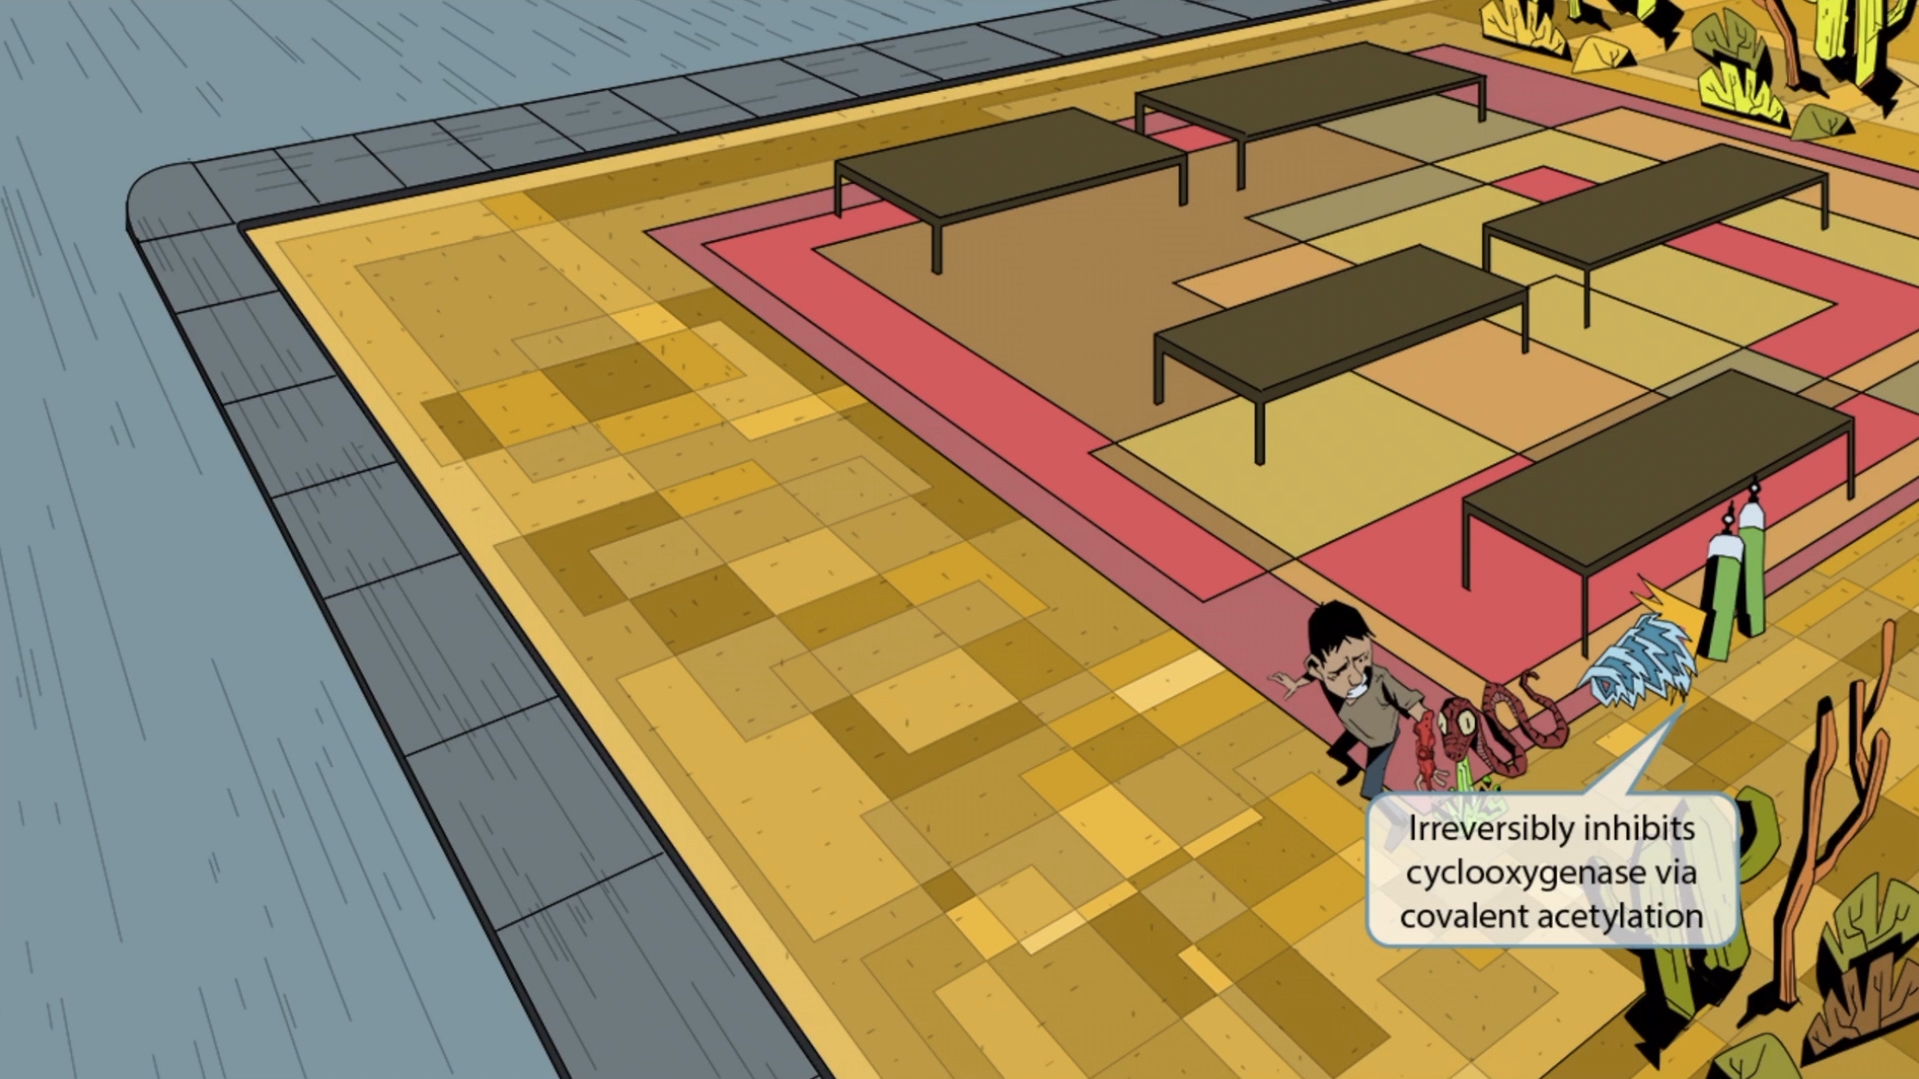 Irreversibly inhibits
cyclooxygenase via
covalent acetylation